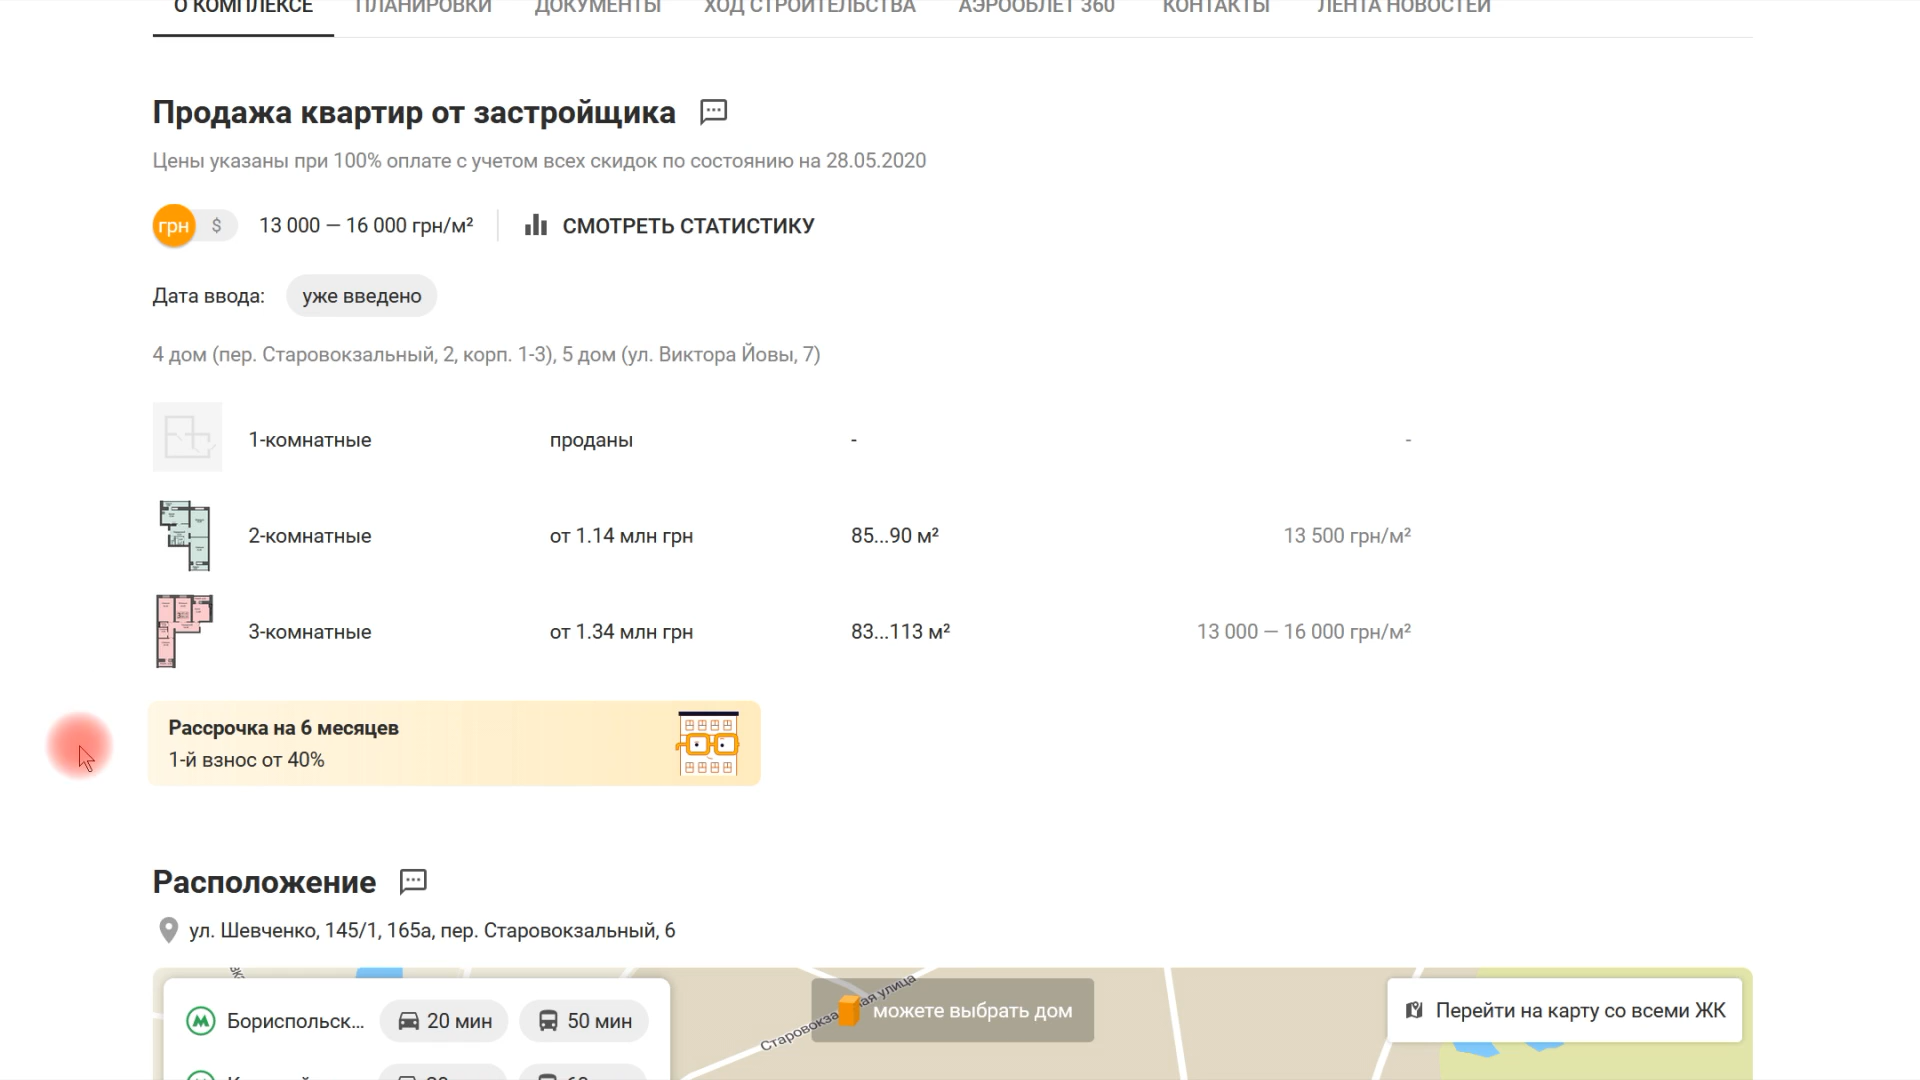 О КОМПЛЕКСЕ ПЛАНИРОВКИ ДОКУМЕНТЫ ХОД СТРОИТЕЛЬСТВА АЭРООБЛЕТ 360 КОНТАКТЫ ЛЕНТА НОВОСТЕЙ
Продажа квартир от застройщика
Цены указаны при 100% оплате с учетом всех скидок по состоянию на 28.05.2020
грн $ 13 000 — 16 000 грн/м² СМОТРЕТЬ СТАТИСТИКУ
Дата ввода: уже введено
4 дом (пер. Старовокзальный, 2, корп. 1-3), 5 дом (ул. Виктора Йовы, 7)
1-комнатные проданы - -
2-комнатные от 1.14 млн грн 85...90 м² 13 500 грн/м²
3-комнатные от 1.34 млн грн 83...113 м² 13 000 — 16 000 грн/м²
Рассрочка на 6 месяцев
1-й взнос от 40%
Расположение
ул. Шевченко, 145/1, 165а, пер. Старовокзальный, 6
Бориспольск... 20 мин 50 мин
можете выбрать дом
Перейти на карту со всеми ЖК